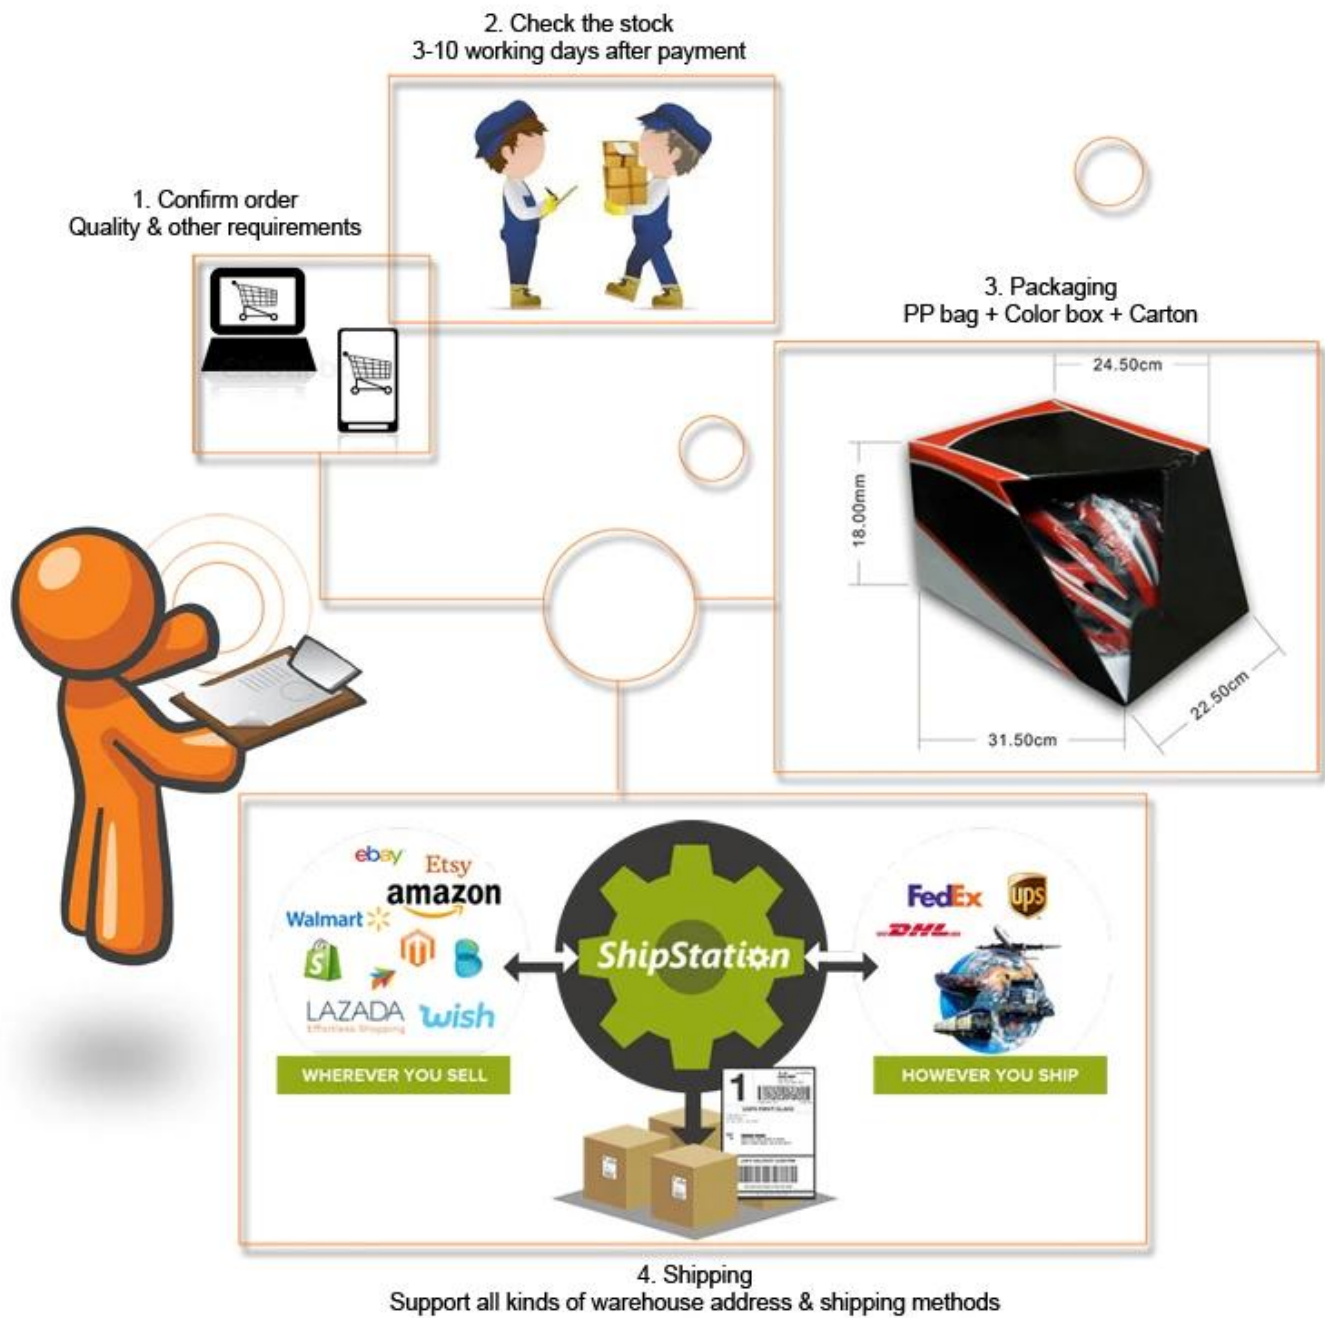 2. Check the stock
3-10 working days after payment
1. Confirm order
Quality & other requirements
3. Packaging
PP bag + Color box + Carton
24.50cm
18.00mm
22.50cm
31.50cm
ebay
Etsy
amazon
Walmart
LAZADA
Effortless Shopping
wish
WHEREVER YOU SELL
ShipStation
FedEx
ups
DHL
HOWEVER YOU SHIP
1
4. Shipping
Support all kinds of warehouse address & shipping methods